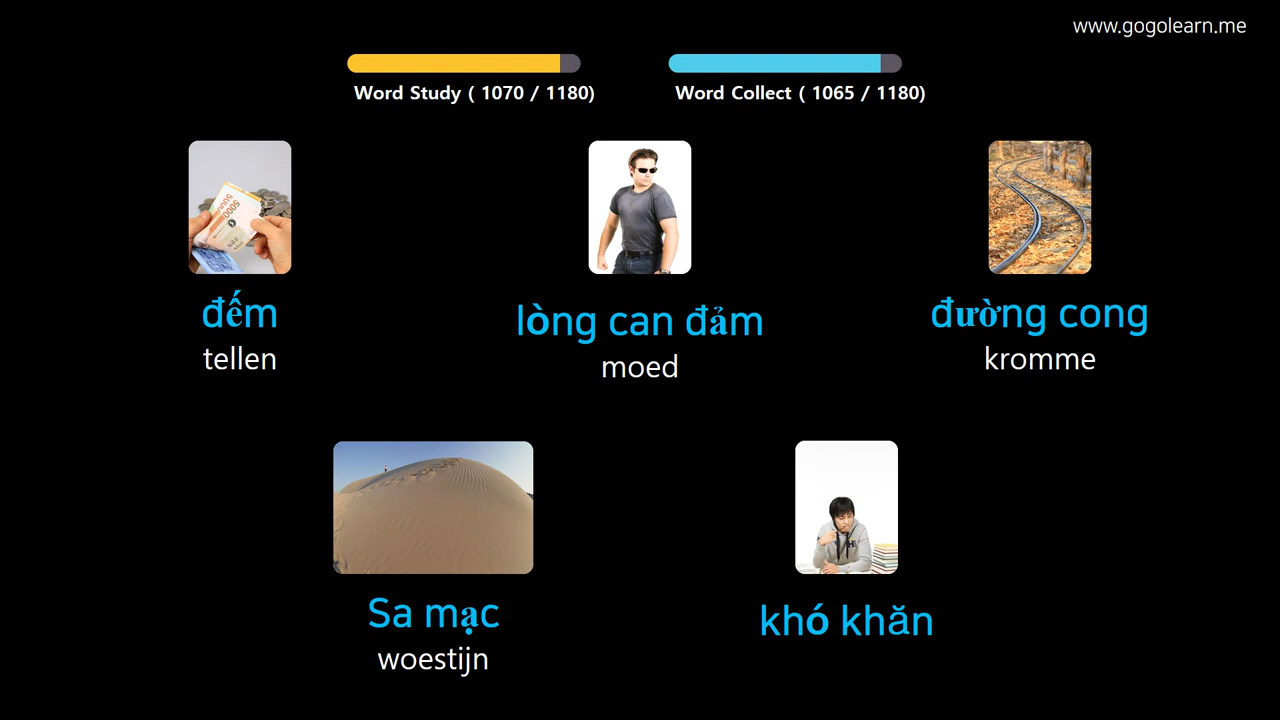 www.gogolearn.me
Word Study ( 1070 / 1180)
Word Collect ( 1065 / 1180)
đếm
tellen
lòng can đảm
moed
đường cong
kromme
Sa mạc
woestijn
khó khăn